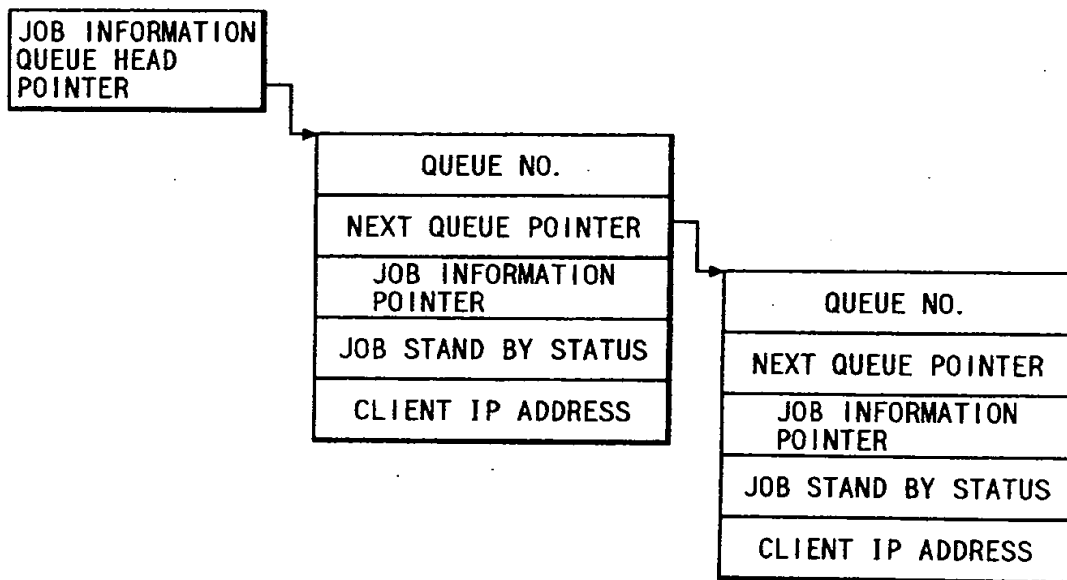 JOB INFORMATION
QUEUE HEAD
POINTER
QUEUE NO.
NEXT QUEUE POINTER
JOB INFORMATION
POINTER
JOB STAND BY STATUS
CLIENT IP ADDRESS
QUEUE NO.
NEXT QUEUE POINTER
JOB INFORMATION
POINTER
JOB STAND BY STATUS
CLIENT IP ADDRESS